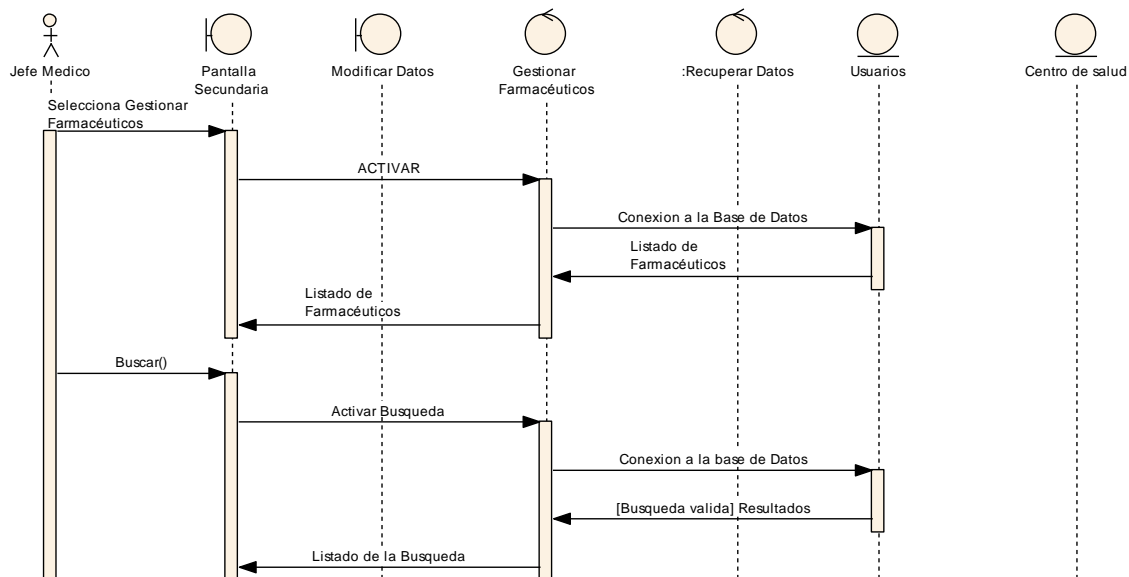 Jefe Medico
Pantalla
Secundaria
Modificar Datos
Gestionar
Farmacéuticos
:Recuperar Datos
Usuarios
Centro de salud
Selecciona Gestionar
Farmacéuticos
ACTIVAR
Conexion a la Base de Datos
Listado de
Farmacéuticos
Listado de
Farmacéuticos
Buscar()
Activar Busqueda
Conexion a la base de Datos
[Busqueda valida] Resultados
Listado de la Busqueda